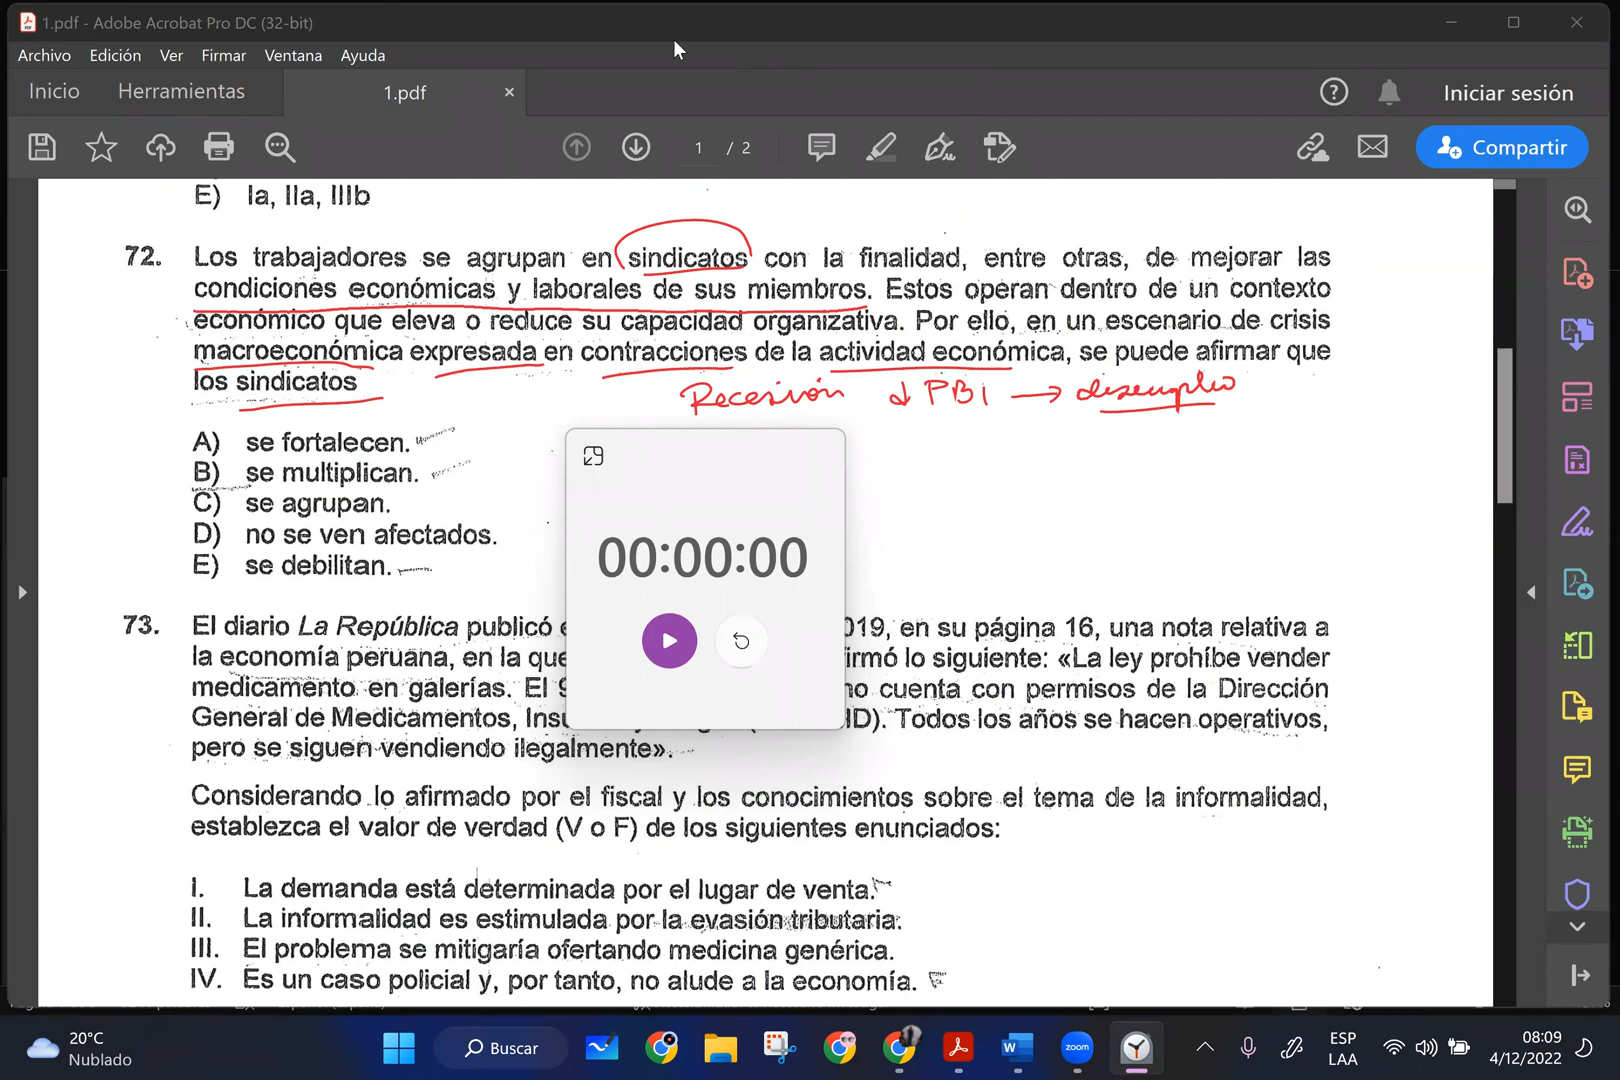 1.pdf - Adobe Acrobat Pro DC (32-bit)
Archivo Edición Ver Firmar Ventana Ayuda
Inicio Herramientas 1.pdf Iniciar sesión
1 / 2 Compartir
E) Ia, IIa, IIIb
72. Los trabajadores se agrupan en sindicatos con la finalidad, entre otras, de mejorar las
condiciones económicas y laborales de sus miembros. Estos operan dentro de un contexto
económico que eleva o reduce su capacidad organizativa. Por ello, en un escenario de crisis
macroeconómica expresada en contracciones de la actividad económica, se puede afirmar que
los sindicatos
Recesión ↓ PBI → desempleo
A) se fortalecen.
B) se multiplican.
C) se agrupan.
D) no se ven afectados.
E) se debilitan.
00:00:00
73. El diario La República publicó 019, en su página 16, una nota relativa a
la economía peruana, en la que irmó lo siguiente: «La ley prohíbe vender
medicamento en galerías. El 9 no cuenta con permisos de la Dirección
General de Medicamentos, Ins ID). Todos los años se hacen operativos,
pero se siguen vendiendo ilegalmente».
Considerando lo afirmado por el fiscal y los conocimientos sobre el tema de la informalidad,
establezca el valor de verdad (V o F) de los siguientes enunciados:
I. La demanda está determinada por el lugar de venta.
II. La informalidad es estimulada por la evasión tributaria.
III. El problema se mitigaría ofertando medicina genérica.
IV. Es un caso policial y, por tanto, no alude a la economía. F
20°C
Nublado
Buscar
zoom
ESP
LAA
08:09
4/12/2022